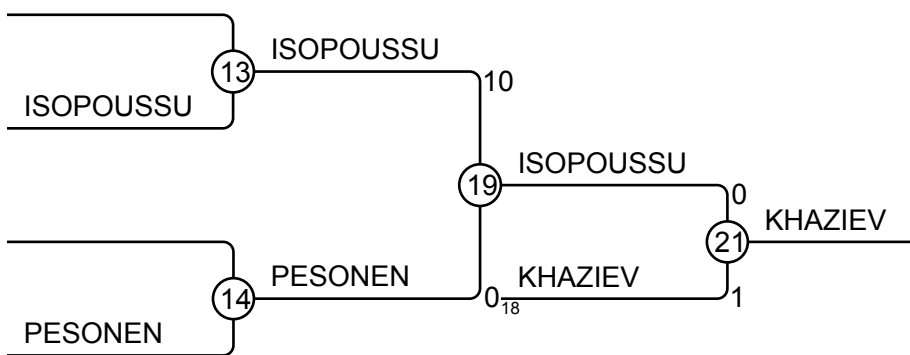 ISOPOUSSU
13
10
ISOPOUSSU
ISOPOUSSU
19
0
KHAZIEV
21
PESONEN
KHAZIEV
14
0
18
1
PESONEN